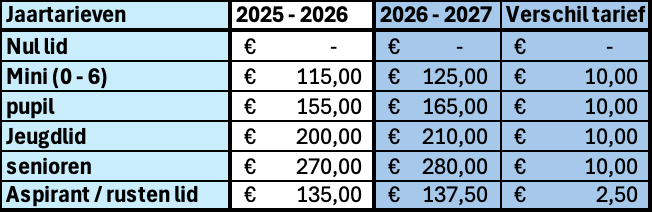 Jaartarieven 2025 - 2026 2026 - 2027 Verschil tarief
Nul lid € - € - € -
Mini (0 - 6) € 115,00 € 125,00 € 10,00
pupil € 155,00 € 165,00 € 10,00
Jeugdlid € 200,00 € 210,00 € 10,00
senioren € 270,00 € 280,00 € 10,00
Aspirant / rusten lid € 135,00 € 137,50 € 2,50